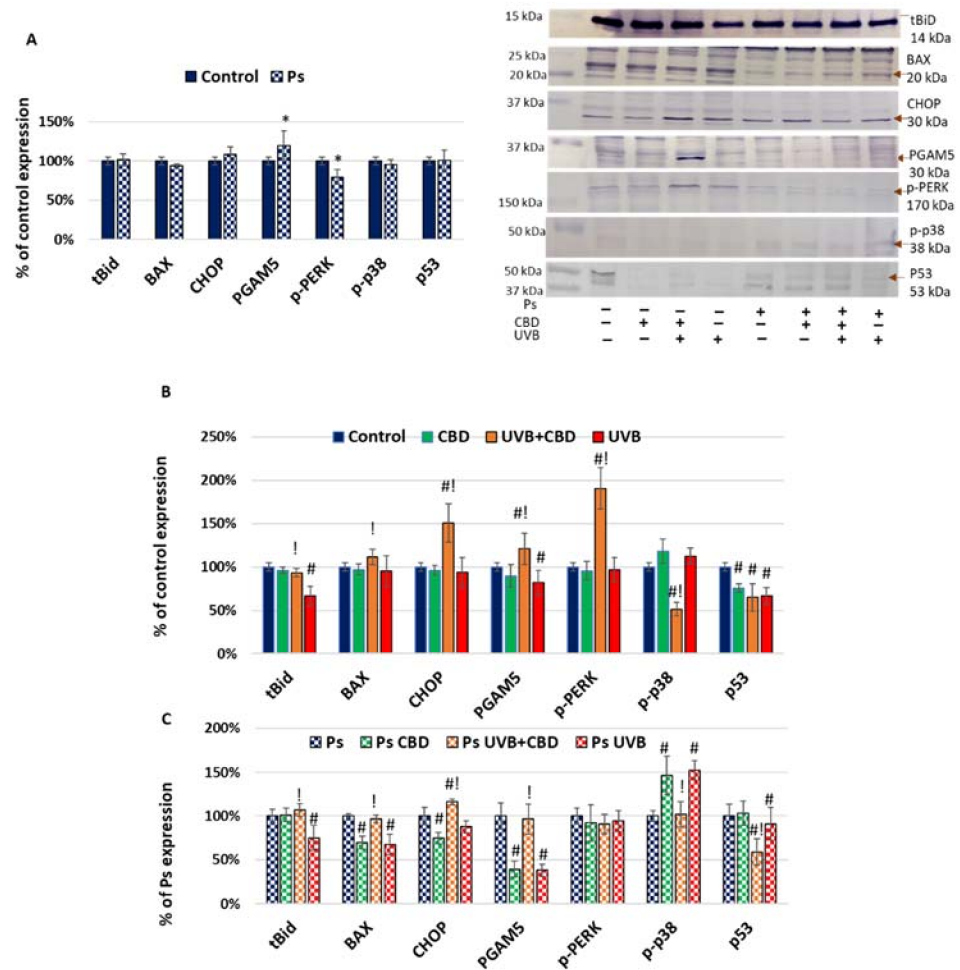 A
Control Ps
% of control expression
150%
100%
50%
0%
*
*
tBid BAX CHOP PGAM5 p-PERK p-p38 p53
15 kDa
tBiD
14 kDa
25 kDa
20 kDa
BAX
20 kDa
37 kDa
CHOP
30 kDa
37 kDa
PGAM5
30 kDa
150 kDa
p-PERK
170 kDa
50 kDa
p-p38
38 kDa
50 kDa
37 kDa
P53
53 kDa
Ps − − − − + + + +
CBD − + + − − + + −
UVB − − + + − − + +
B
Control CBD UVB+CBD UVB
% of control expression
250%
200%
150%
100%
50%
0%
! # ! #! #! # #! #! # # #
tBid BAX CHOP PGAM5 p-PERK p-p38 p53
C
Ps Ps CBD Ps UVB+CBD Ps UVB
% of Ps expression
200%
150%
100%
50%
0%
! # # ! # # #! # ! # # ! # #! #
tBid BAX CHOP PGAM5 p-PERK p-p38 p53